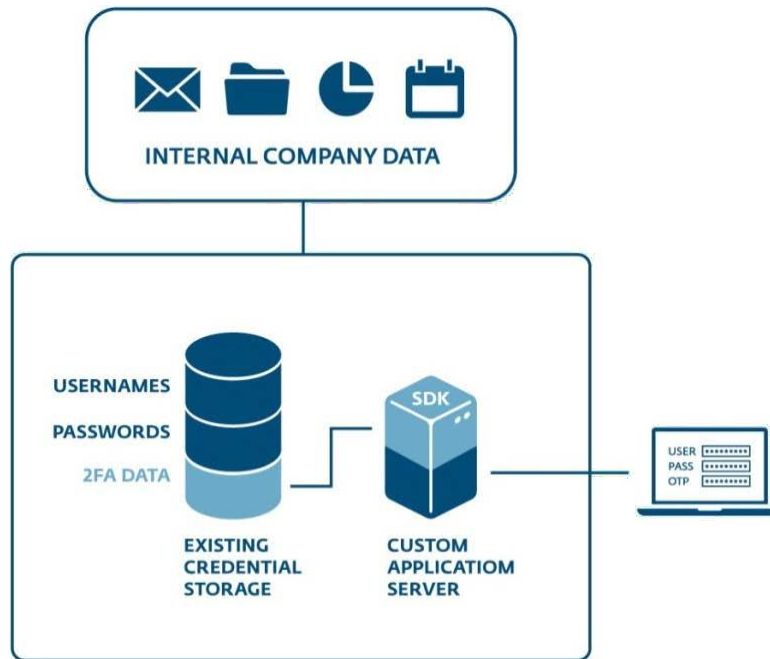 INTERNAL COMPANY DATA
USERNAMES
PASSWORDS
2FA DATA
EXISTING
CREDENTIAL
STORAGE
SDK
CUSTOM
APPLICATIOM
SERVER
USER
PASS
OTP